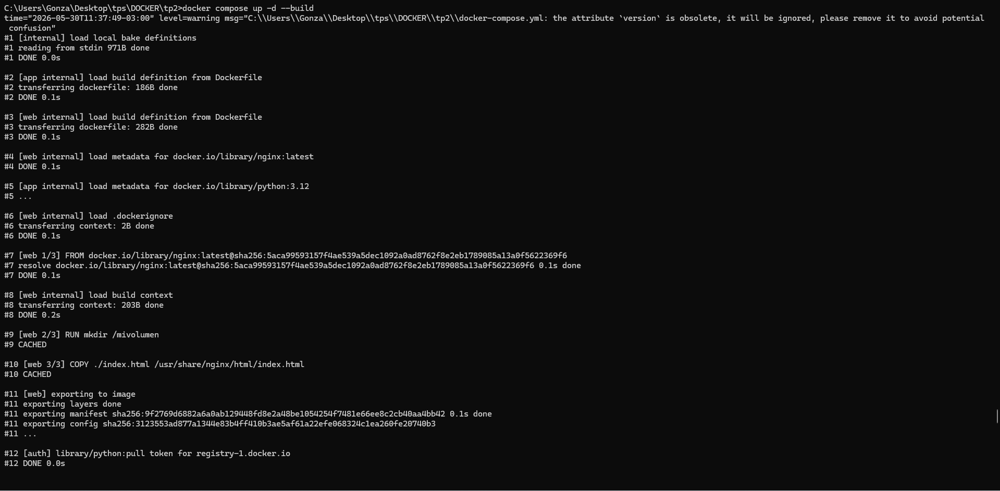 C:\Users\Gonza\Desktop\tps\DOCKER\tp2>docker compose up -d --build
time="2026-05-30T11:37:49-03:00" level=warning msg="C:\\Users\\Gonza\\Desktop\\tps\\DOCKER\\tp2\\docker-compose.yml: the attribute `version` is obsolete, it will be ignored, please remove it to avoid potential
 confusion"
#1 [internal] load local bake definitions
#1 reading from stdin 971B done
#1 DONE 0.0s

#2 [app internal] load build definition from Dockerfile
#2 transferring dockerfile: 186B done
#2 DONE 0.1s

#3 [web internal] load build definition from Dockerfile
#3 transferring dockerfile: 282B done
#3 DONE 0.1s

#4 [web internal] load metadata for docker.io/library/nginx:latest
#4 DONE 0.1s

#5 [app internal] load metadata for docker.io/library/python:3.12
#5 ...

#6 [web internal] load .dockerignore
#6 transferring context: 2B done
#6 DONE 0.1s

#7 [web 1/3] FROM docker.io/library/nginx:latest@sha256:5aca99593157f4ae539a5dec1092a0ad8762f8e2eb1789085a13a0f5622369f6
#7 resolve docker.io/library/nginx:latest@sha256:5aca99593157f4ae539a5dec1092a0ad8762f8e2eb1789085a13a0f5622369f6 0.1s done
#7 DONE 0.1s

#8 [web internal] load build context
#8 transferring context: 203B done
#8 DONE 0.2s

#9 [web 2/3] RUN mkdir /mivolumen
#9 CACHED

#10 [web 3/3] COPY ./index.html /usr/share/nginx/html/index.html
#10 CACHED

#11 [web] exporting to image
#11 exporting layers done
#11 exporting manifest sha256:9f2769d6882a6a0ab129448fd8e2a48be1054254f7481e66ee8c2cb40aa4bb42 0.1s done
#11 exporting config sha256:3123553ad877a1344e83b4ff410b3ae5af61a22efe068324c1ea260fe20740b3
#11 ...

#12 [auth] library/python:pull token for registry-1.docker.io
#12 DONE 0.0s